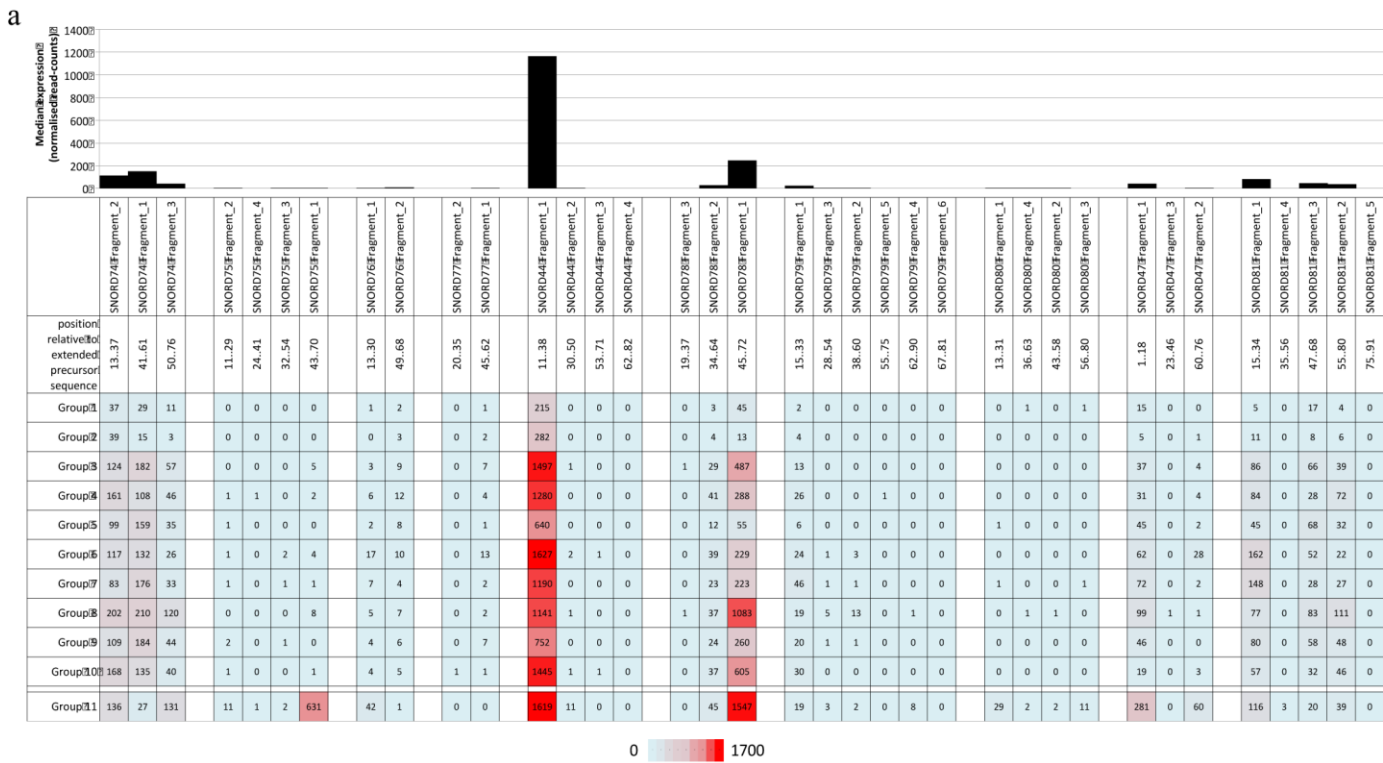 a
Median⍰expression⍰
(normalised⍰read-counts)⍰
1400⍰
1200⍰
1000⍰
800⍰
600⍰
400⍰
200⍰
0⍰
SNORD74⍰Fragment_2
SNORD74⍰Fragment_1
SNORD74⍰Fragment_3
SNORD75⍰Fragment_2
SNORD75⍰Fragment_4
SNORD75⍰Fragment_3
SNORD75⍰Fragment_1
SNORD76⍰Fragment_1
SNORD76⍰Fragment_2
SNORD77⍰Fragment_2
SNORD77⍰Fragment_1
SNORD44⍰Fragment_1
SNORD44⍰Fragment_2
SNORD44⍰Fragment_3
SNORD44⍰Fragment_4
SNORD78⍰Fragment_3
SNORD78⍰Fragment_2
SNORD78⍰Fragment_1
SNORD79⍰Fragment_1
SNORD79⍰Fragment_3
SNORD79⍰Fragment_2
SNORD79⍰Fragment_5
SNORD79⍰Fragment_4
SNORD79⍰Fragment_6
SNORD80⍰Fragment_1
SNORD80⍰Fragment_4
SNORD80⍰Fragment_2
SNORD80⍰Fragment_3
SNORD47⍰Fragment_1
SNORD47⍰Fragment_3
SNORD47⍰Fragment_2
SNORD81⍰Fragment_1
SNORD81⍰Fragment_4
SNORD81⍰Fragment_3
SNORD81⍰Fragment_2
SNORD81⍰Fragment_5
position⍰
relative⍰to⍰
extended⍰
precursor⍰
sequence
13..37 41..61 50..76 11..29 24..41 32..54 43..70 13..30 49..68 20..35 45..62 11..38 30..50 53..71 62..82 19..37 34..64 45..72 15..33 28..54 38..60 55..75 62..90 67..81 13..31 36..63 43..58 56..80 1..18 23..46 60..76 15..34 35..56 47..68 55..80 75..91
Group⍰1 37 29 11 0 0 0 0 1 2 0 1 215 0 0 0 0 3 45 2 0 0 0 0 0 0 1 0 1 15 0 0 5 0 17 4 0
Group⍰2 39 15 3 0 0 0 0 0 3 0 2 282 0 0 0 0 4 13 4 0 0 0 0 0 0 0 0 0 5 0 1 11 0 8 6 0
Group⍰3 124 182 57 0 0 0 5 3 9 0 7 1497 1 0 0 1 29 487 13 0 0 0 0 0 0 0 0 0 37 0 4 86 0 66 39 0
Group⍰4 161 108 46 1 1 0 2 6 12 0 4 1280 0 0 0 0 41 288 26 0 0 1 0 0 0 0 0 0 31 0 4 84 0 28 72 0
Group⍰5 99 159 35 1 0 0 0 2 8 0 1 640 0 0 0 0 12 55 6 0 0 0 0 0 1 0 0 0 45 0 2 45 0 68 32 0
Group⍰6 117 132 26 1 0 2 4 17 10 0 13 1627 2 1 0 0 39 229 24 1 3 0 0 0 0 0 0 0 62 0 28 162 0 52 22 0
Group⍰7 83 176 33 1 0 1 1 7 4 0 2 1190 0 0 0 0 23 223 46 1 1 0 0 0 1 0 0 1 72 0 2 148 0 28 27 0
Group⍰8 202 210 120 0 0 0 8 5 7 0 2 1141 1 0 0 1 37 1083 19 5 13 0 1 0 0 1 1 0 99 1 1 77 0 83 111 0
Group⍰9 109 184 44 2 0 1 0 4 6 0 7 752 0 0 0 0 24 260 20 1 1 0 0 0 0 0 0 0 46 0 0 80 0 58 48 0
Group⍰10⍰ 168 135 40 1 0 0 1 4 5 1 1 1445 1 1 0 0 37 605 30 0 0 0 0 0 0 0 0 0 19 0 3 57 0 32 46 0
Group⍰11 136 27 131 11 1 2 631 42 1 0 0 1619 11 0 0 0 45 1547 19 3 2 0 8 0 29 2 2 11 281 0 60 116 3 20 39 0
0 1700